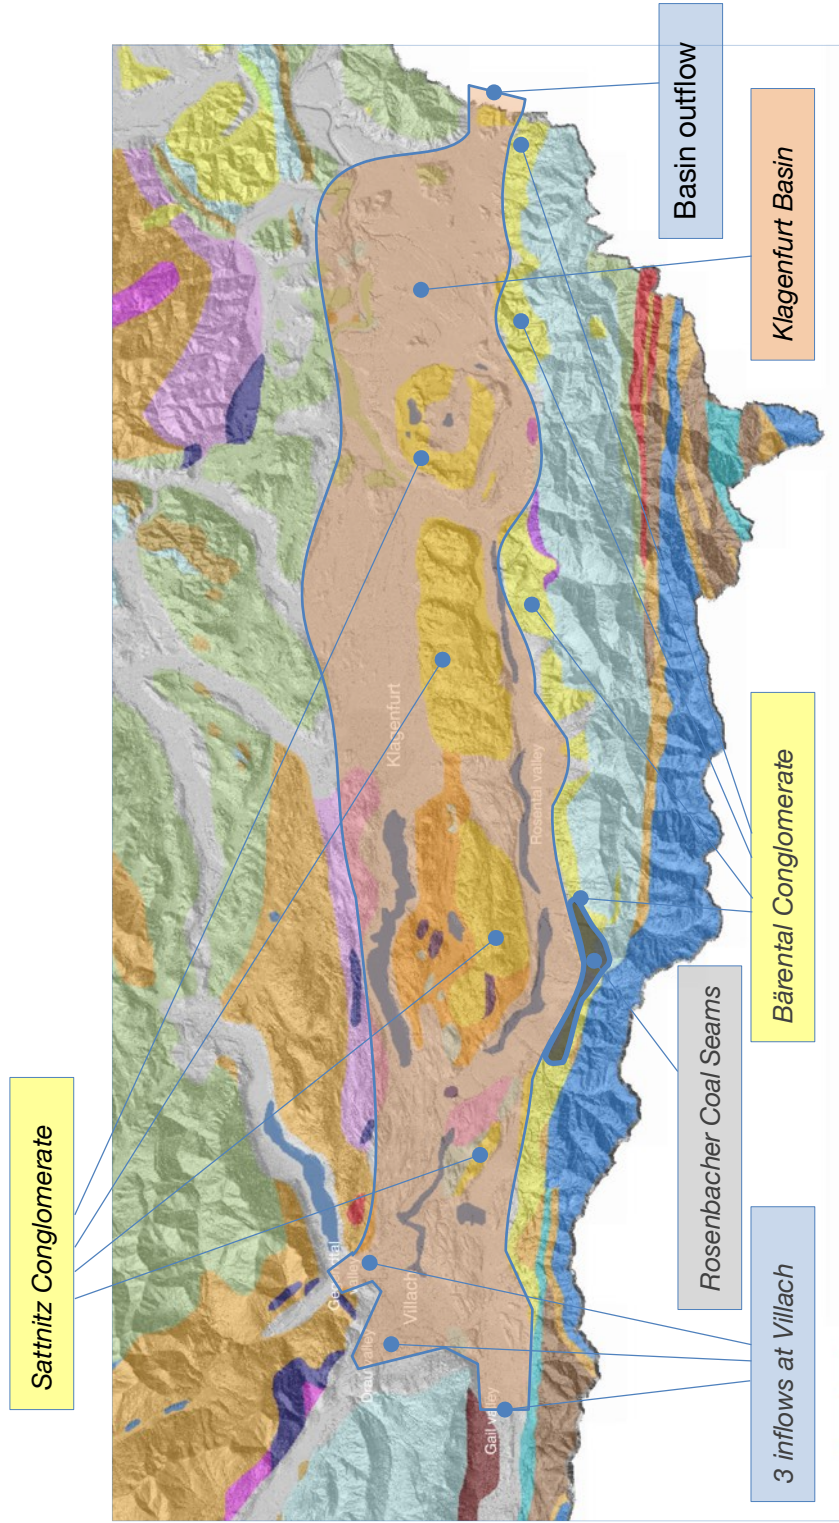 Sattnitz Conglomerate
valley
Drau valley
Villach
Klagenfurt
Gail valley
Rosental valley
Rosenbacher Coal Seams
Basin outflow
3 inflows at Villach
Bärental Conglomerate
Klagenfurt Basin